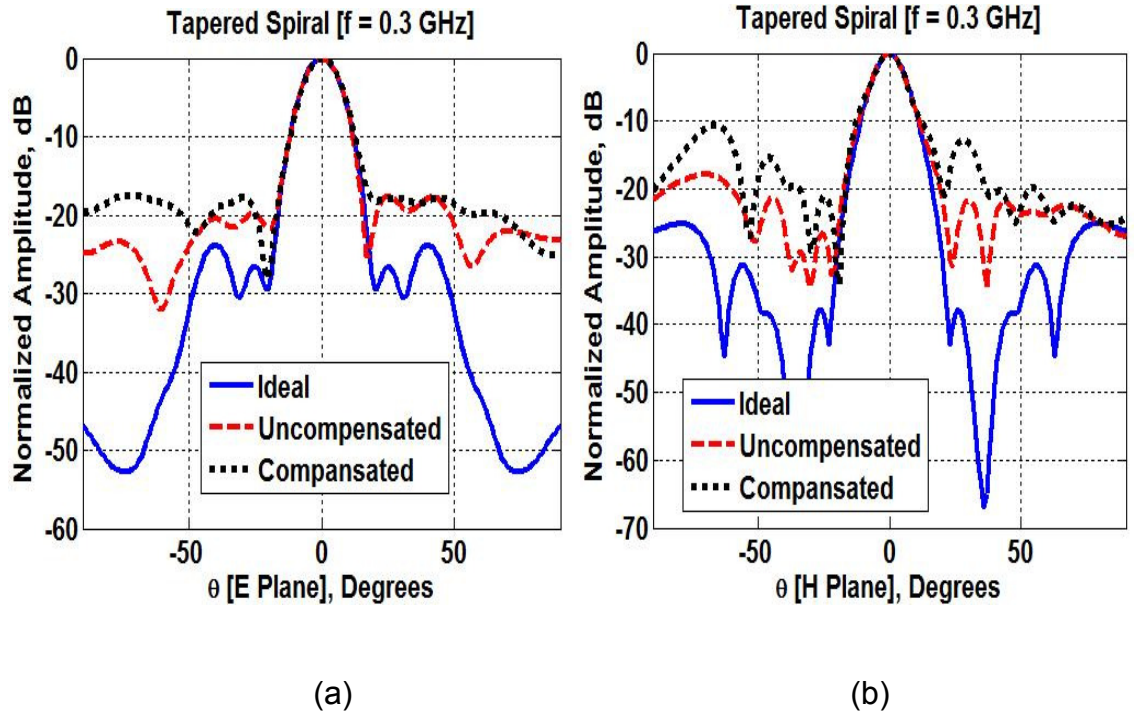 Tapered Spiral [f = 0.3 GHz]
Normalized Amplitude, dB
0
-10
-20
-30
-40
-50
-60
-50
0
50
θ [E Plane], Degrees
Ideal
Uncompensated
Compansated
(a)
Tapered Spiral [f = 0.3 GHz]
Normalized Amplitude, dB
0
-10
-20
-30
-40
-50
-60
-70
-50
0
50
θ [H Plane], Degrees
Ideal
Uncompensated
Compansated
(b)